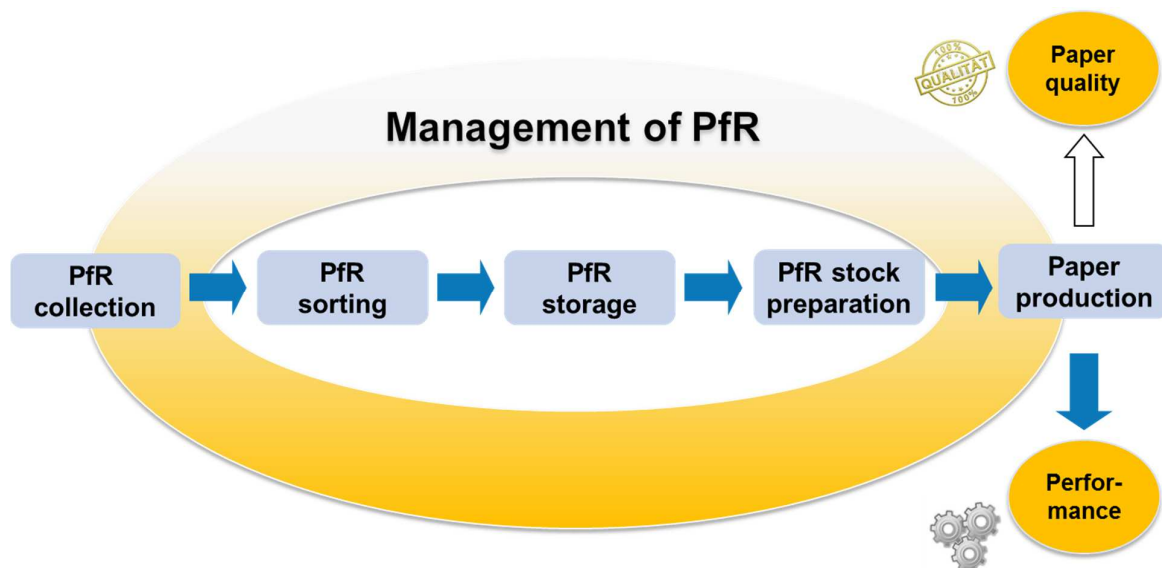 100%
QUALITÄT
100%
Paper
quality
Management of PfR
PfR
collection
PfR
sorting
PfR
storage
PfR stock
preparation
Paper
production
Perfor-
mance